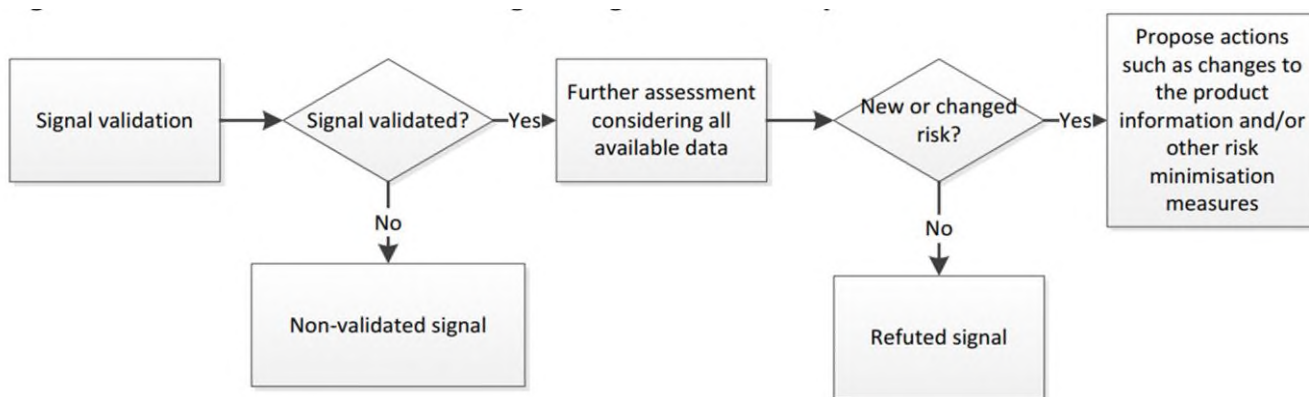 Signal validation
Signal validated?
Yes
Further assessment
considering all
available data
New or changed
risk?
Yes
Propose actions
such as changes to
the product
information and/or
other risk
minimisation
measures
No
Non-validated signal
No
Refuted signal